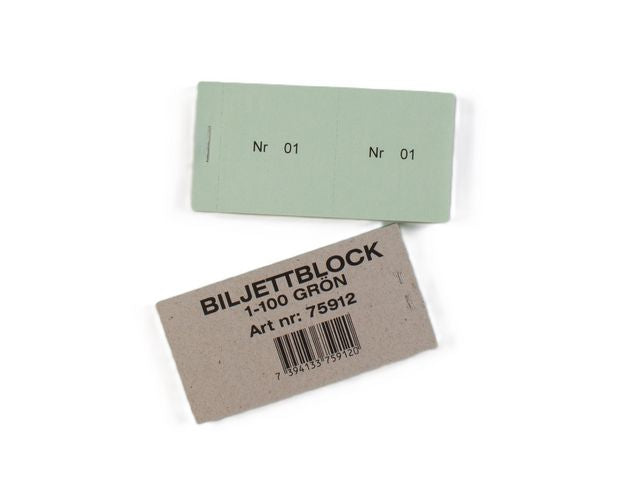 Nr 01 Nr 01
BILJETTBLOCK
1-100 GRÖN
Art nr: 75912
7 394133 759120